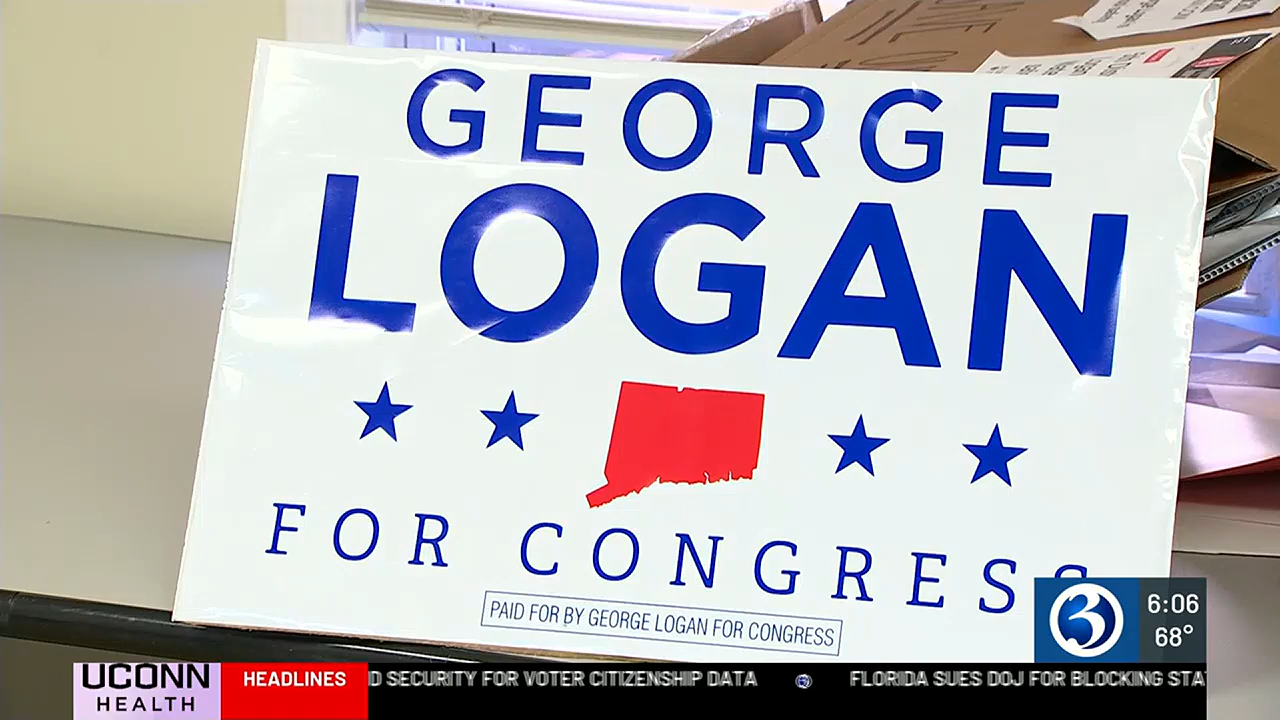 GEORGE
LOGAN
FOR CONGRESS
PAID FOR BY GEORGE LOGAN FOR CONGRESS
3
6:06
68°
UCONN
HEALTH
HEADLINES
D SECURITY FOR VOTER CITIZENSHIP DATA
FLORIDA SUES DOJ FOR BLOCKING STA